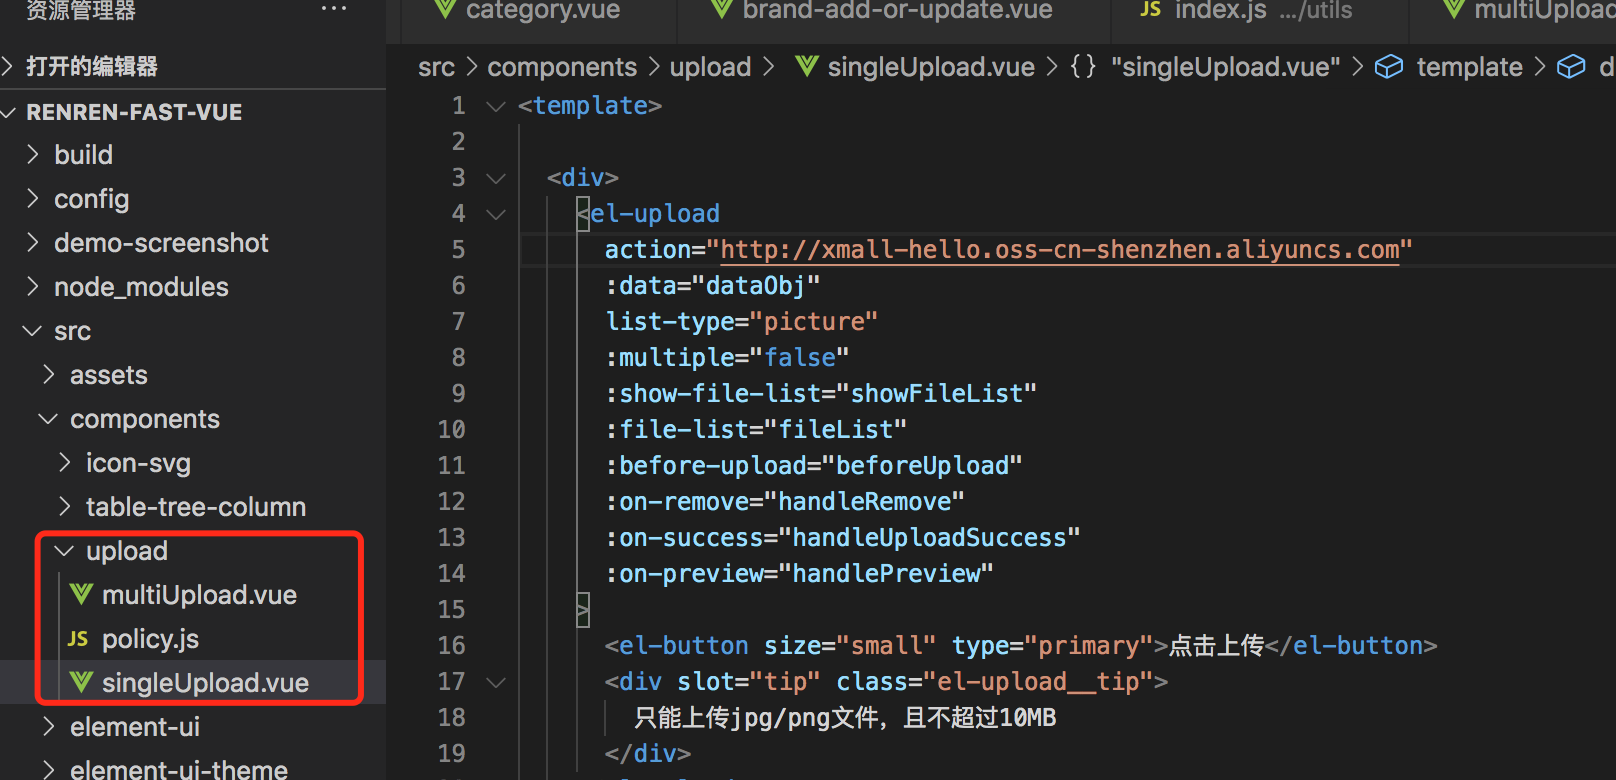 资源管理器 ...
打开的编辑器
RENREN-FAST-VUE
build
config
demo-screenshot
node_modules
src
assets
components
icon-svg
table-tree-column
upload
multiUpload.vue
JS policy.js
singleUpload.vue
element-ui
element-ui-theme
category.vue brand-add-or-update.vue JS index.js .../utils multiUpload
src > components > upload > singleUpload.vue > {} "singleUpload.vue" > template > d
1 <template>
2
3 <div>
4 <el-upload
5 action="http://xmall-hello.oss-cn-shenzhen.aliyuncs.com"
6 :data="dataObj"
7 list-type="picture"
8 :multiple="false"
9 :show-file-list="showFileList"
10 :file-list="fileList"
11 :before-upload="beforeUpload"
12 :on-remove="handleRemove"
13 :on-success="handleUploadSuccess"
14 :on-preview="handlePreview"
15 >
16 <el-button size="small" type="primary">点击上传</el-button>
17 <div slot="tip" class="el-upload__tip">
18 只能上传jpg/png文件，且不超过10MB
19 </div>